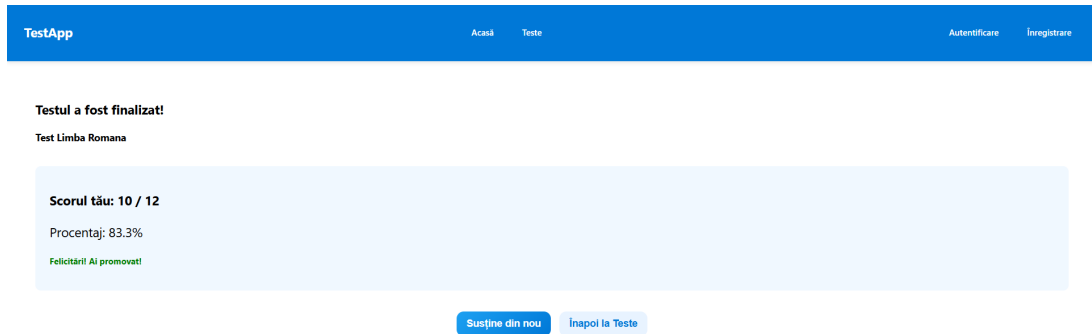 TestApp Acasă Teste Autentificare Înregistrare
Testul a fost finalizat!
Test Limba Romana
Scorul tău: 10 / 12
Procentaj: 83.3%
Felicitări! Ai promovat!
Susține din nou Înapoi la Teste